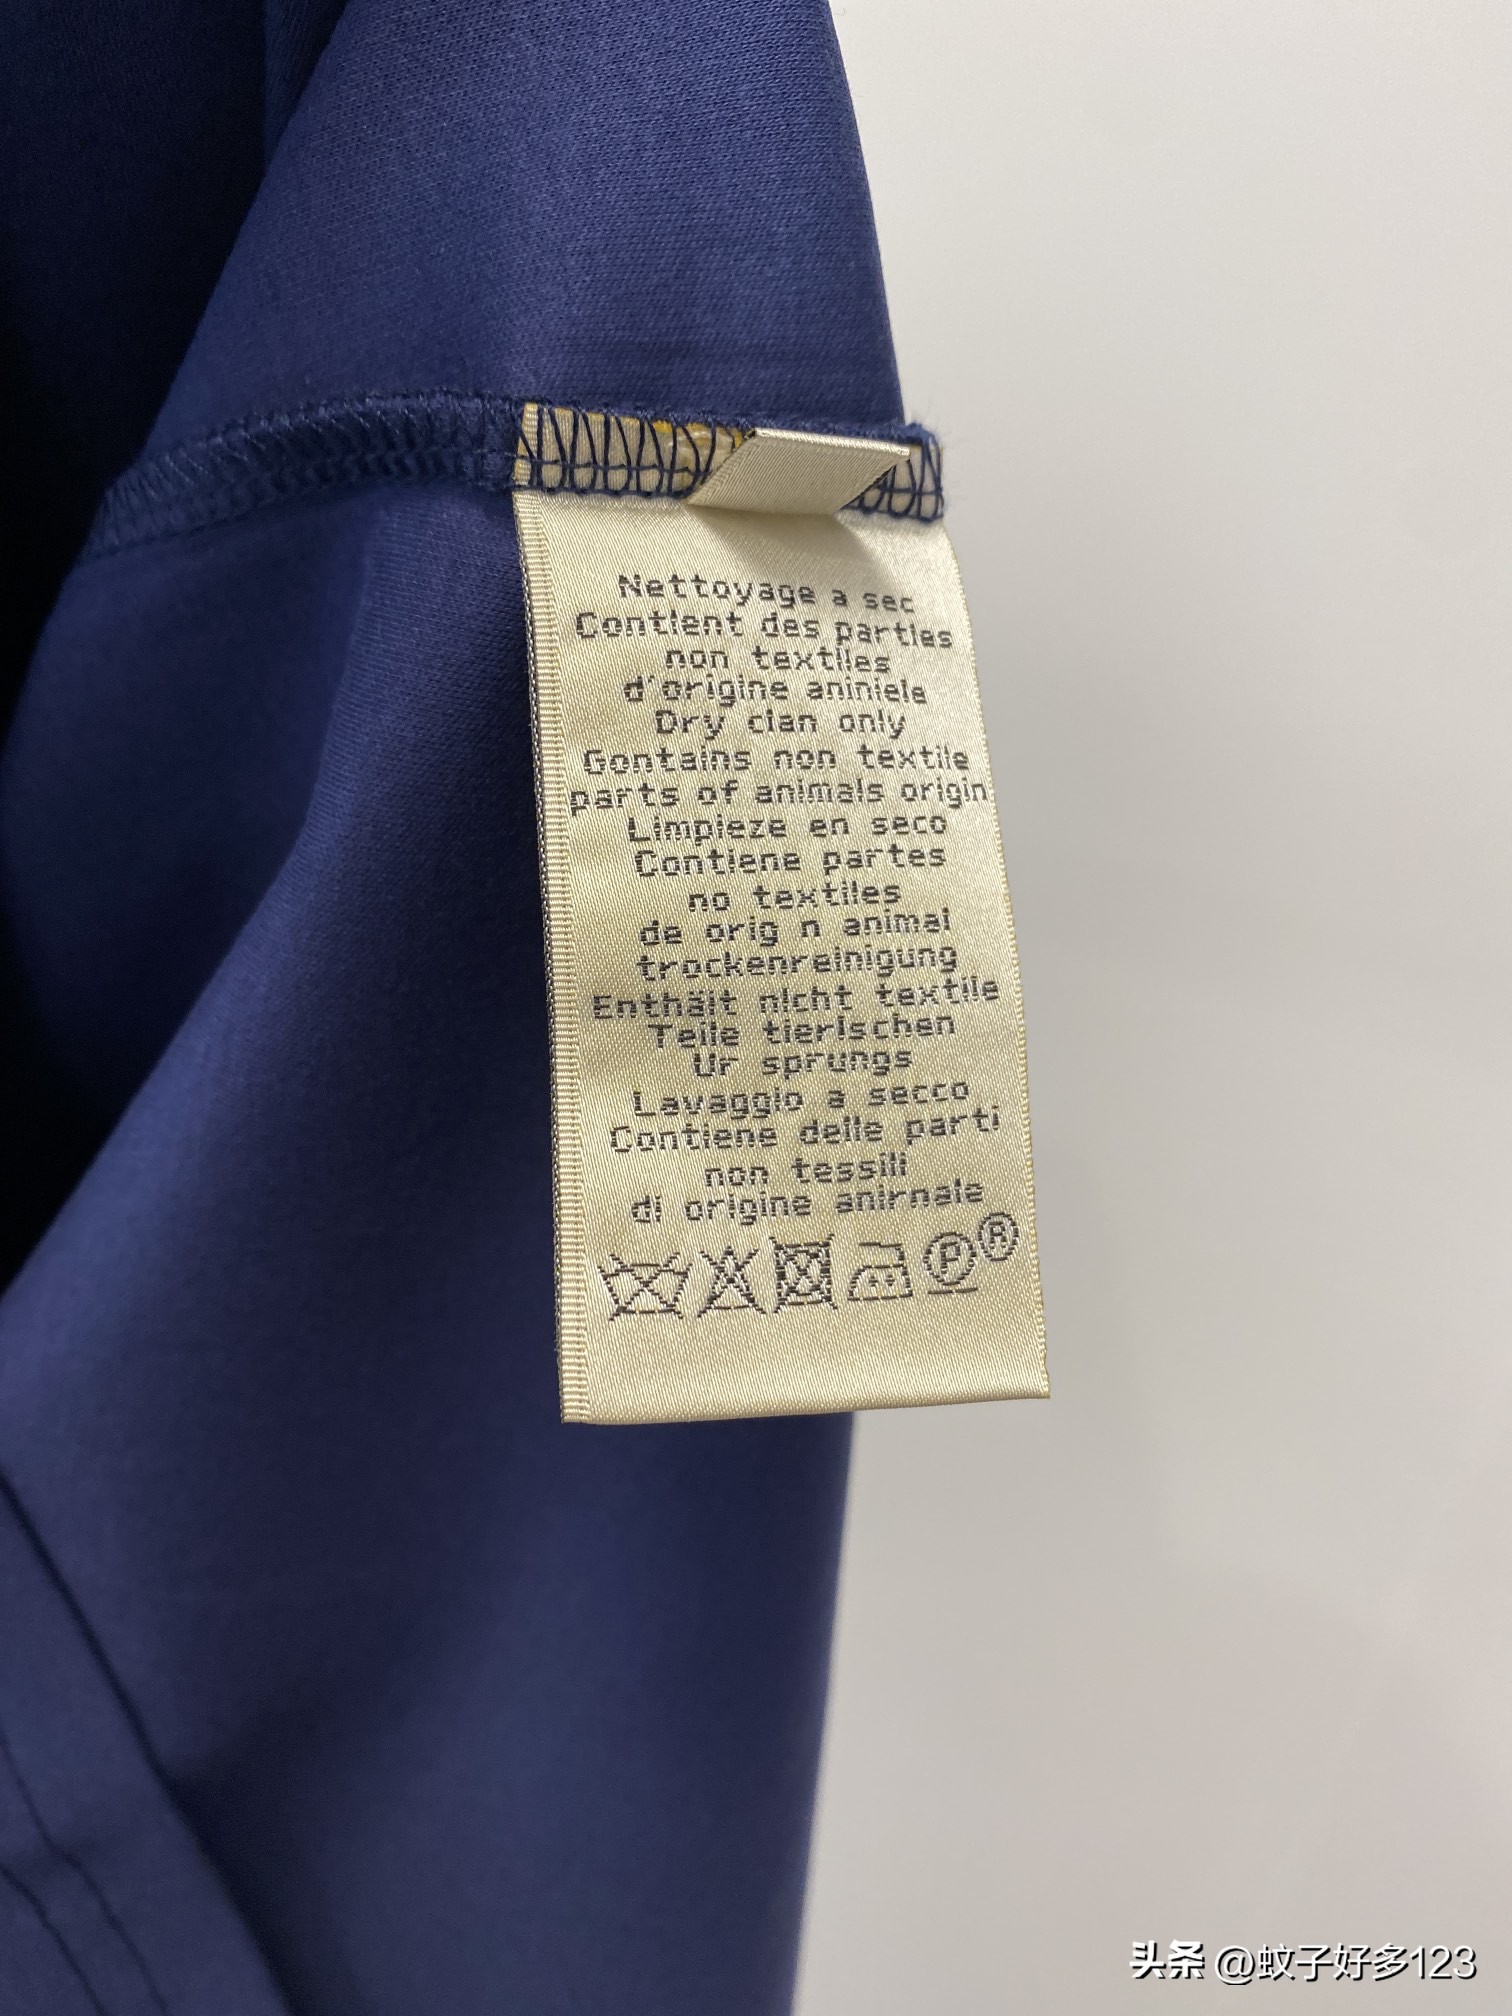 Nettoyage a sec
Contient des parties
non textiles
d'origine aniniele
Dry clan only
Gontains non textile
parts of animals origin
Limpieze en seco
Contiene partes
no textiles
de orig n animal
trockenreinigung
Enthält nicht textile
Teile tierischen
Ur sprungs
Lavaggio a secco
Contiene delle parti
non tessili
di origine anirnale
P ®
头条 @蚊子好多123